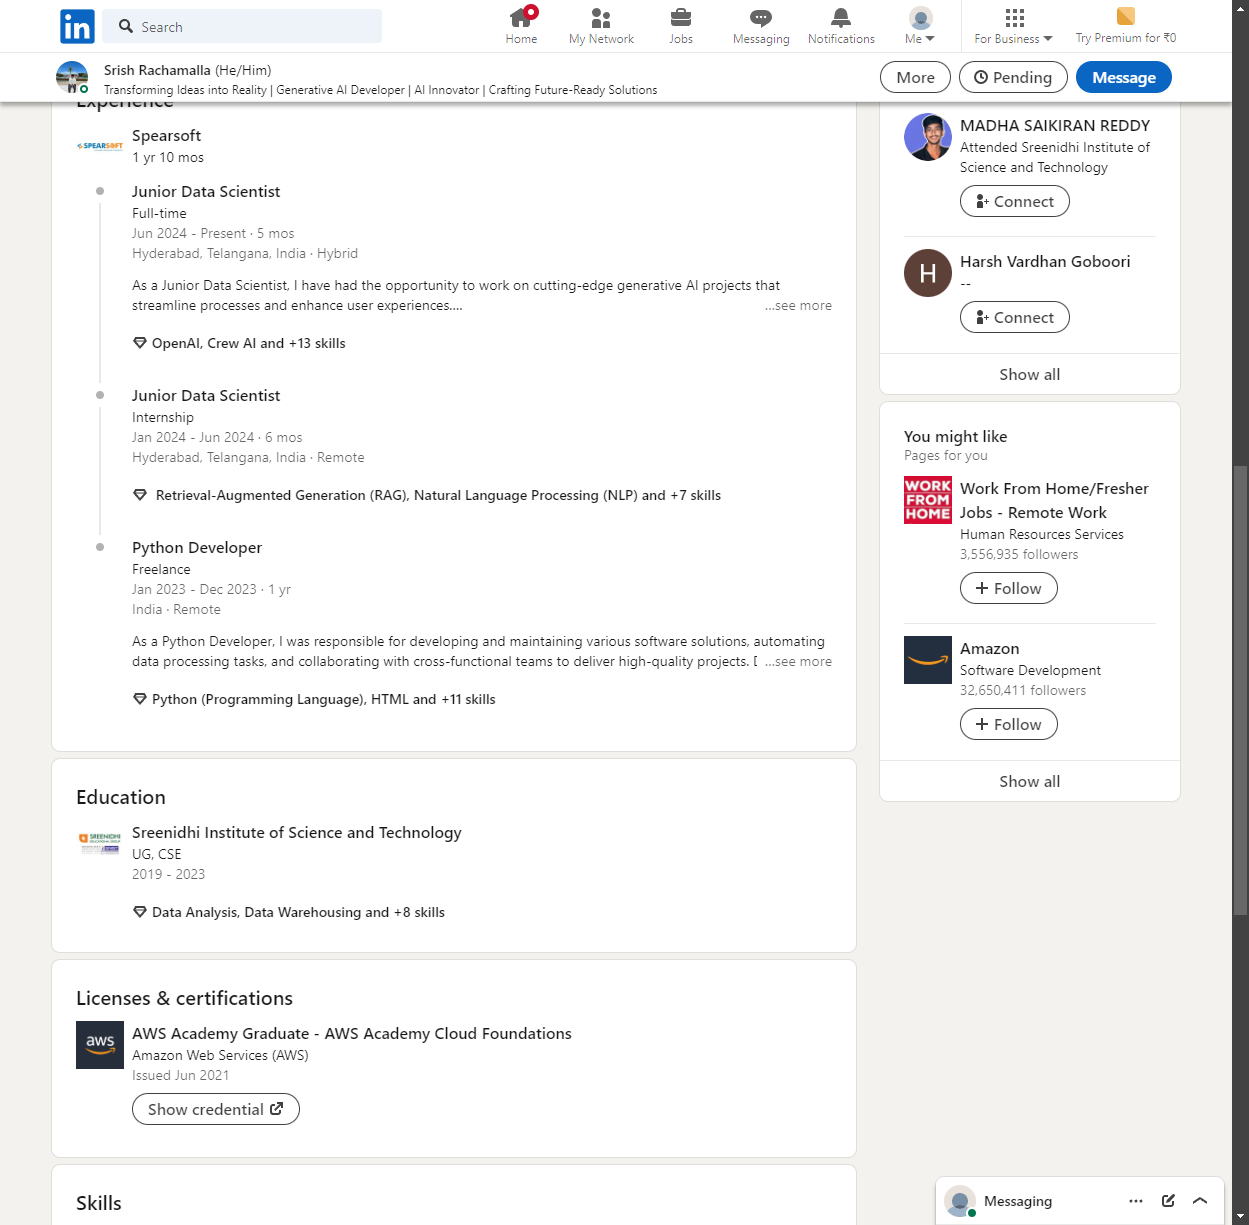 Search
Home
My Network
Jobs
Messaging
Notifications
Me
For Business
Try Premium for ₹0
Srish Rachamalla (He/Him)
Transforming Ideas into Reality | Generative AI Developer | AI Innovator | Crafting Future-Ready Solutions
More
Pending
Message
Experience
SPEARSOFT
Spearsoft
1 yr 10 mos
Junior Data Scientist
Full-time
Jun 2024 - Present · 5 mos
Hyderabad, Telangana, India · Hybrid
As a Junior Data Scientist, I have had the opportunity to work on cutting-edge generative AI projects that
streamline processes and enhance user experiences.... …see more
OpenAI, Crew AI and +13 skills
Junior Data Scientist
Internship
Jan 2024 - Jun 2024 · 6 mos
Hyderabad, Telangana, India · Remote
Retrieval-Augmented Generation (RAG), Natural Language Processing (NLP) and +7 skills
Python Developer
Freelance
Jan 2023 - Dec 2023 · 1 yr
India · Remote
As a Python Developer, I was responsible for developing and maintaining various software solutions, automating
data processing tasks, and collaborating with cross-functional teams to deliver high-quality projects. …see more
Python (Programming Language), HTML and +11 skills
Education
SREENIDHI
Sreenidhi Institute of Science and Technology
UG, CSE
2019 - 2023
Data Analysis, Data Warehousing and +8 skills
Licenses & certifications
aws
AWS Academy Graduate - AWS Academy Cloud Foundations
Amazon Web Services (AWS)
Issued Jun 2021
Show credential
Skills
MADHA SAIKIRAN REDDY
Attended Sreenidhi Institute of
Science and Technology
Connect
H
Harsh Vardhan Goboori
--
Connect
Show all
You might like
Pages for you
WORK
FROM
HOME
Work From Home/Fresher
Jobs - Remote Work
Human Resources Services
3,556,935 followers
+ Follow
Amazon
Software Development
32,650,411 followers
+ Follow
Show all
Messaging